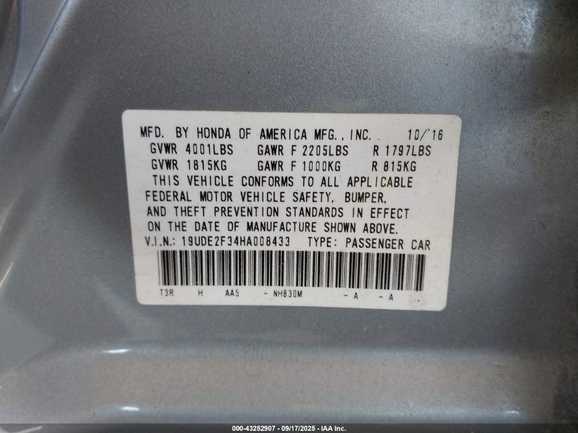 MFD. BY HONDA OF AMERICA MFG., INC. 10/'16
GVWR 4001LBS GAWR F 2205LBS R 1797LBS
GVWR 1815KG GAWR F 1000KG R 815KG
THIS VEHICLE CONFORMS TO ALL APPLICABLE
FEDERAL MOTOR VEHICLE SAFETY, BUMPER,
AND THEFT PREVENTION STANDARDS IN EFFECT
ON THE DATE OF MANUFACTURE SHOWN ABOVE.
V.I.N.: 19UDE2F34HA008433 TYPE: PASSENGER CAR
T3R H AA5 - NH830M - A - A
000-43252907 - 09/17/2025 - IAA Inc.